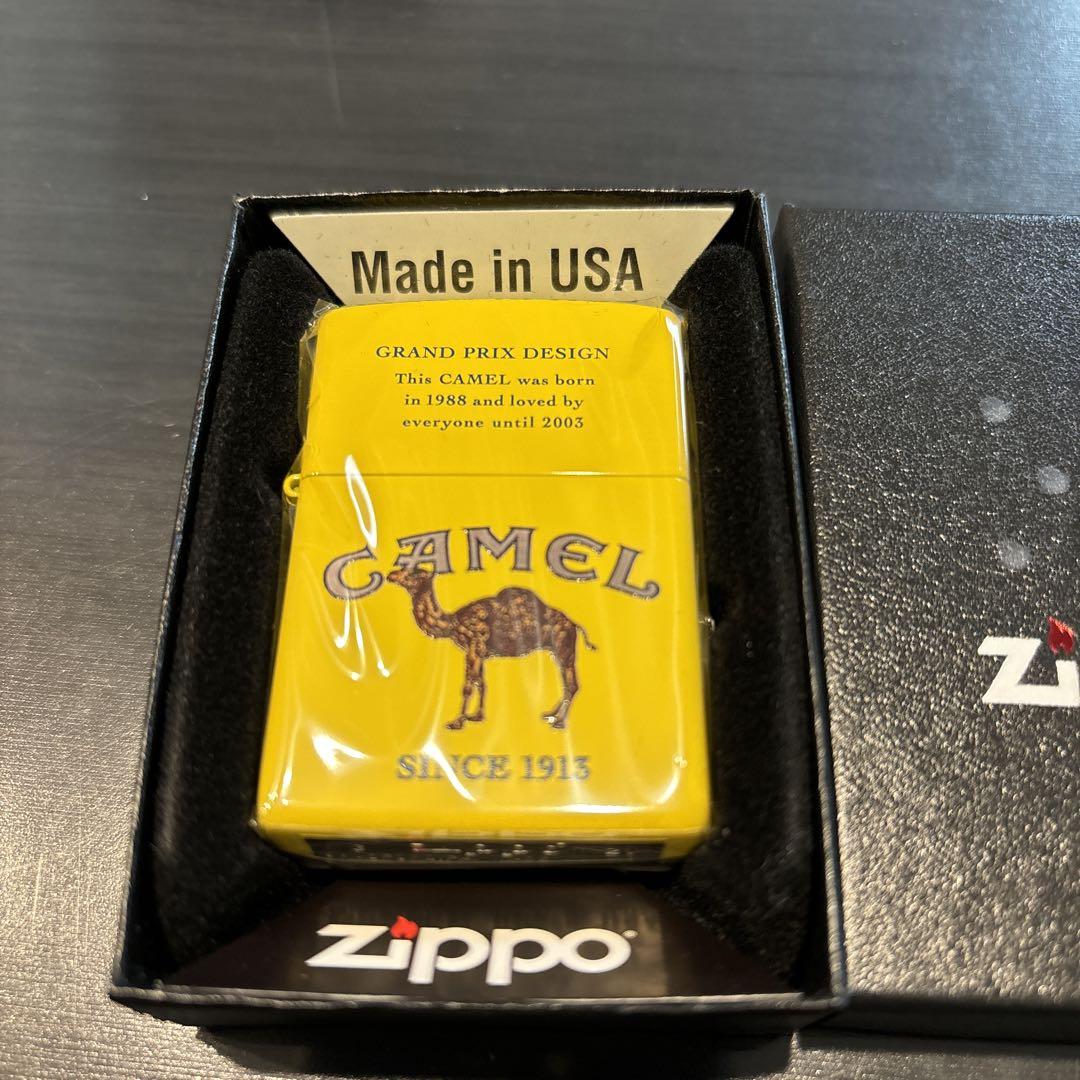 Made in USA
GRAND PRIX DESIGN
This CAMEL was born
in 1988 and loved by
everyone until 2003
CAMEL
SINCE 1913
Zippo
Zi